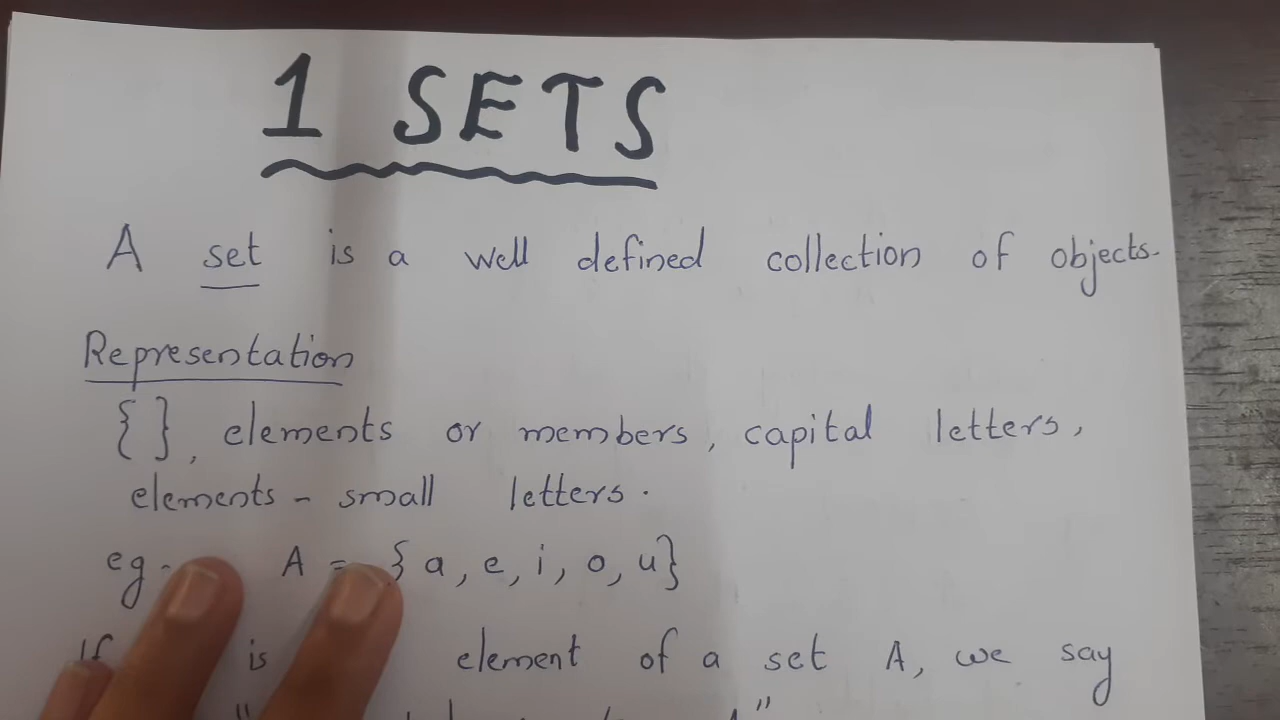 1 SETS
A set is a well defined collection of objects.
Representation
{ }, elements or members, capital letters,
elements - small letters.
eg- A = {a, e, i, o, u}
If is element of a set A, we say